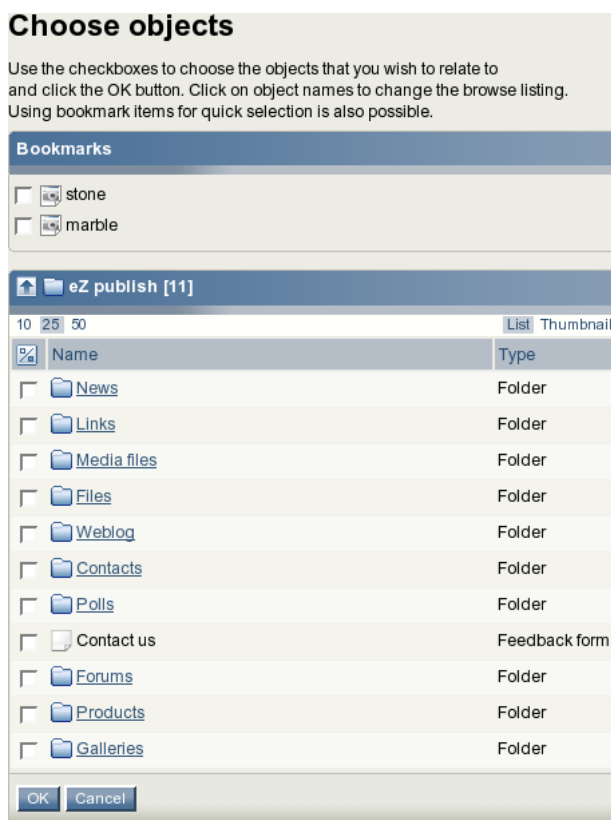 Choose objects
Use the checkboxes to choose the objects that you wish to relate to
and click the OK button. Click on object names to change the browse listing.
Using bookmark items for quick selection is also possible.
Bookmarks
stone
marble
eZ publish [11]
10 25 50 List Thumbnail
Name Type
News Folder
Links Folder
Media files Folder
Files Folder
Weblog Folder
Contacts Folder
Polls Folder
Contact us Feedback form
Forums Folder
Products Folder
Galleries Folder
OK Cancel